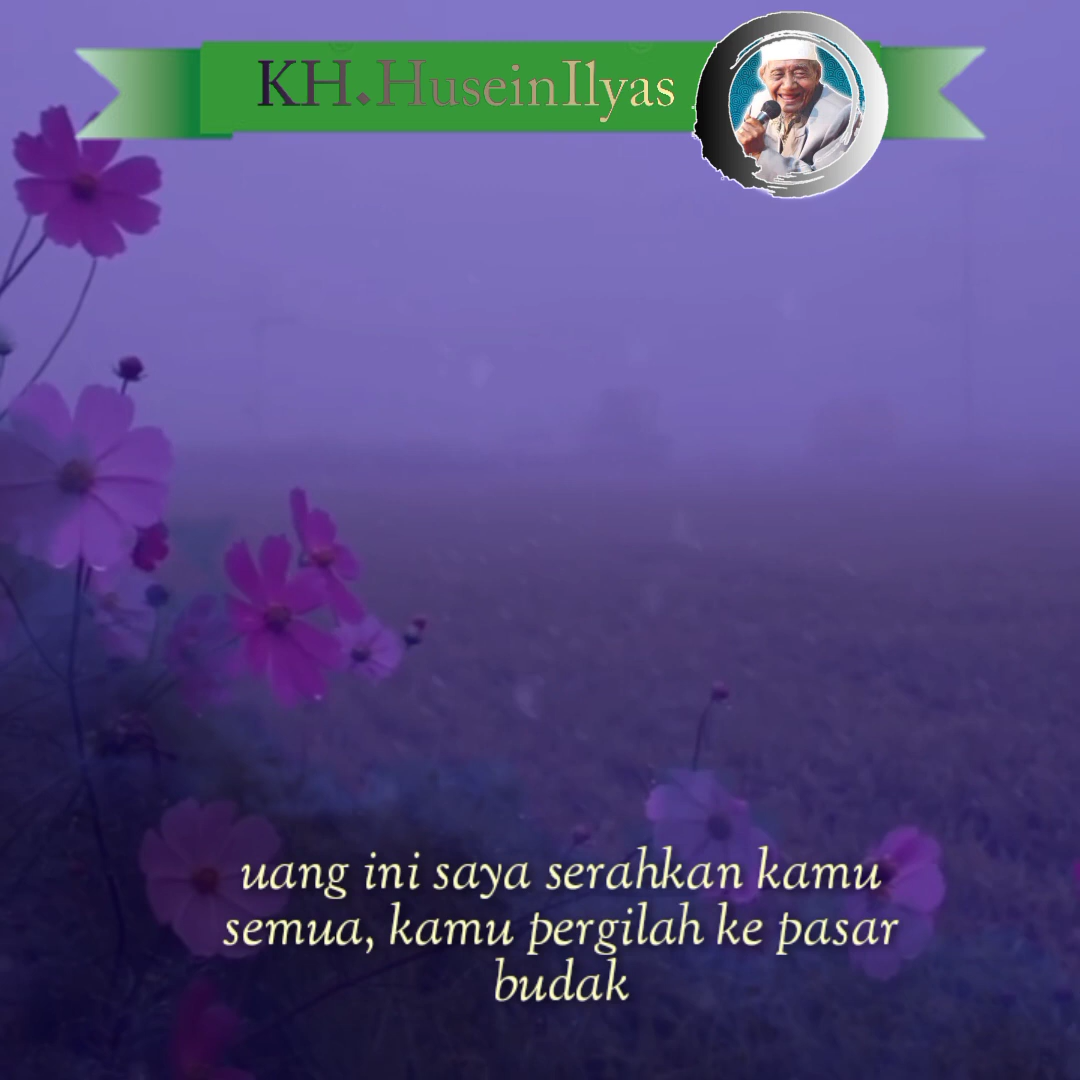 KH.HuseinIlyas
uang ini saya serahkan kamu
semua, kamu pergilah ke pasar
budak